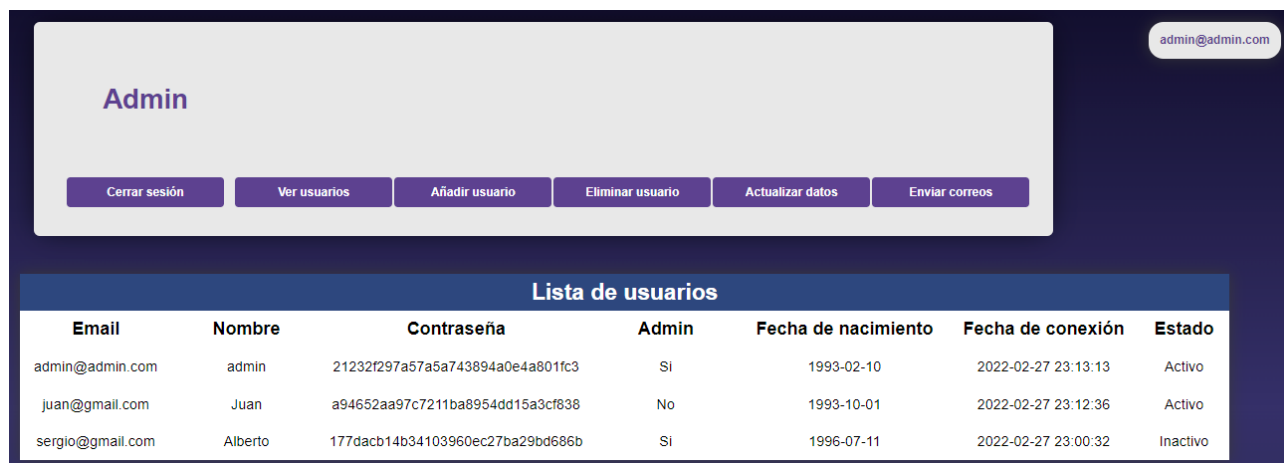 admin@admin.com
Admin
Cerrar sesión Ver usuarios Añadir usuario Eliminar usuario Actualizar datos Enviar correos
Lista de usuarios
Email Nombre Contraseña Admin Fecha de nacimiento Fecha de conexión Estado
admin@admin.com admin 21232f297a57a5a743894a0e4a801fc3 Si 1993-02-10 2022-02-27 23:13:13 Activo
juan@gmail.com Juan a94652aa97c7211ba8954dd15a3cf838 No 1993-10-01 2022-02-27 23:12:36 Activo
sergio@gmail.com Alberto 177dacb14b34103960ec27ba29bd686b Si 1996-07-11 2022-02-27 23:00:32 Inactivo